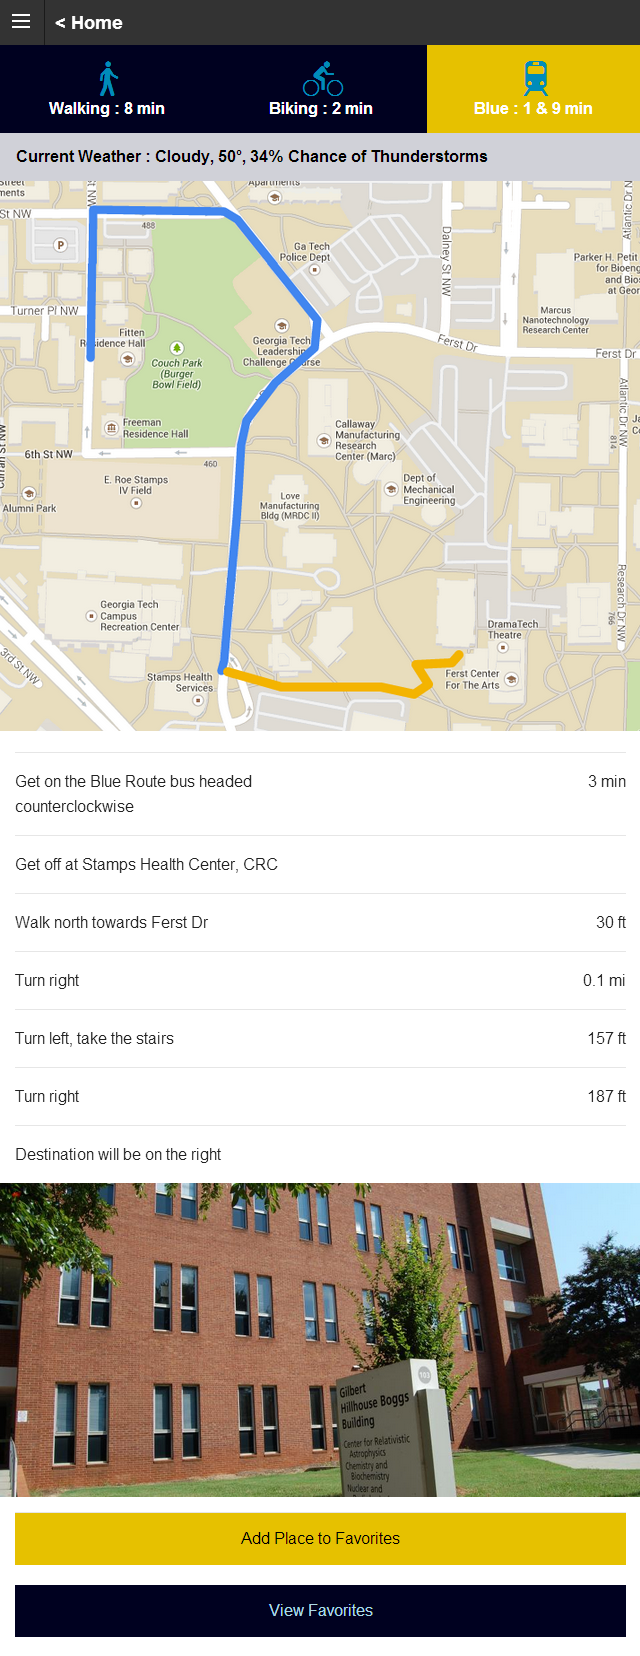 < Home
Walking : 8 min
Biking : 2 min
Blue : 1 & 9 min
Current Weather : Cloudy, 50°, 34% Chance of Thunderstorms
Apartments
St NW
488
P
Ga Tech
Police Dept
Dalney St NW
Atlantic Dr N
Parker H. Petit
for Bioeng
and Bios
at Geor
Turner Pl NW
Fitten
Residence Hall
Couch Park
(Burger
Bowl Field)
Georgia Tech
Leadership
Challenge Course
Marcus
Nanotechnology
Research Center
Ferst Dr
Ferst Dr
Atlantic Dr NW
814
Freeman
Residence Hall
6th St NW
460
Curran St NW
Callaway
Manufacturing
Research
Center (Marc)
E. Roe Stamps
IV Field
Alumni Park
Love
Manufacturing
Bldg (MRDC II)
Dept of
Mechanical
Engineering
Georgia Tech
Campus
Recreation Center
DramaTech
Theatre
Research Dr NW
766
3rd St NW
Stamps Health
Services
Ferst Center
For The Arts
Get on the Blue Route bus headed
counterclockwise
3 min
Get off at Stamps Health Center, CRC
Walk north towards Ferst Dr
30 ft
Turn right
0.1 mi
Turn left, take the stairs
157 ft
Turn right
187 ft
Destination will be on the right
103
Gilbert
Hillhouse Boggs
Building
Center for Relativistic
Astrophysics
Chemistry and
Biochemistry
Nuclear and
Add Place to Favorites
View Favorites